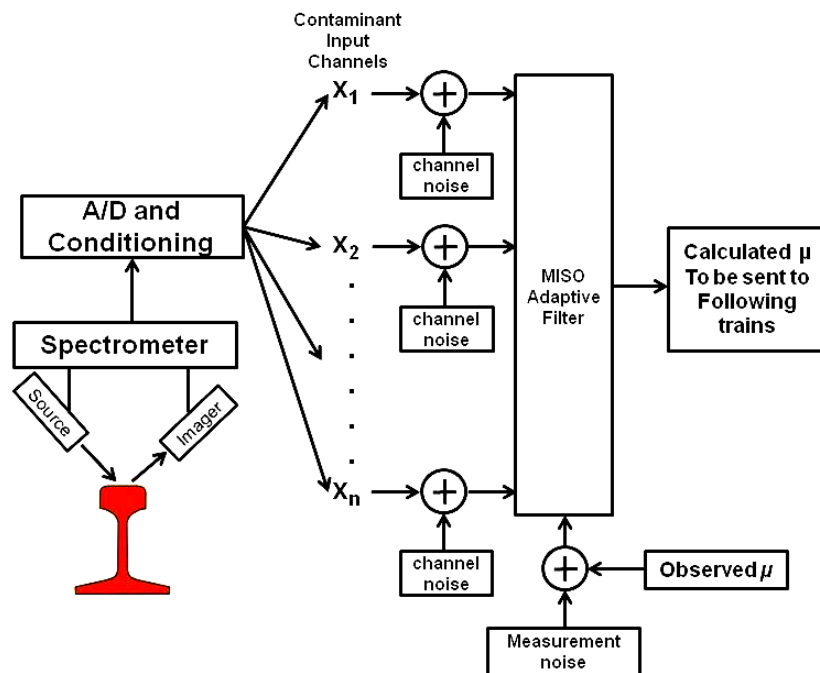 Contaminant
Input
Channels
X1
channel
noise
A/D and
Conditioning
X2
channel
noise
MISO
Adaptive
Filter
Calculated μ
To be sent to
Following
trains
Spectrometer
Source
Imager
Xn
channel
noise
Observed μ
Measurement
noise